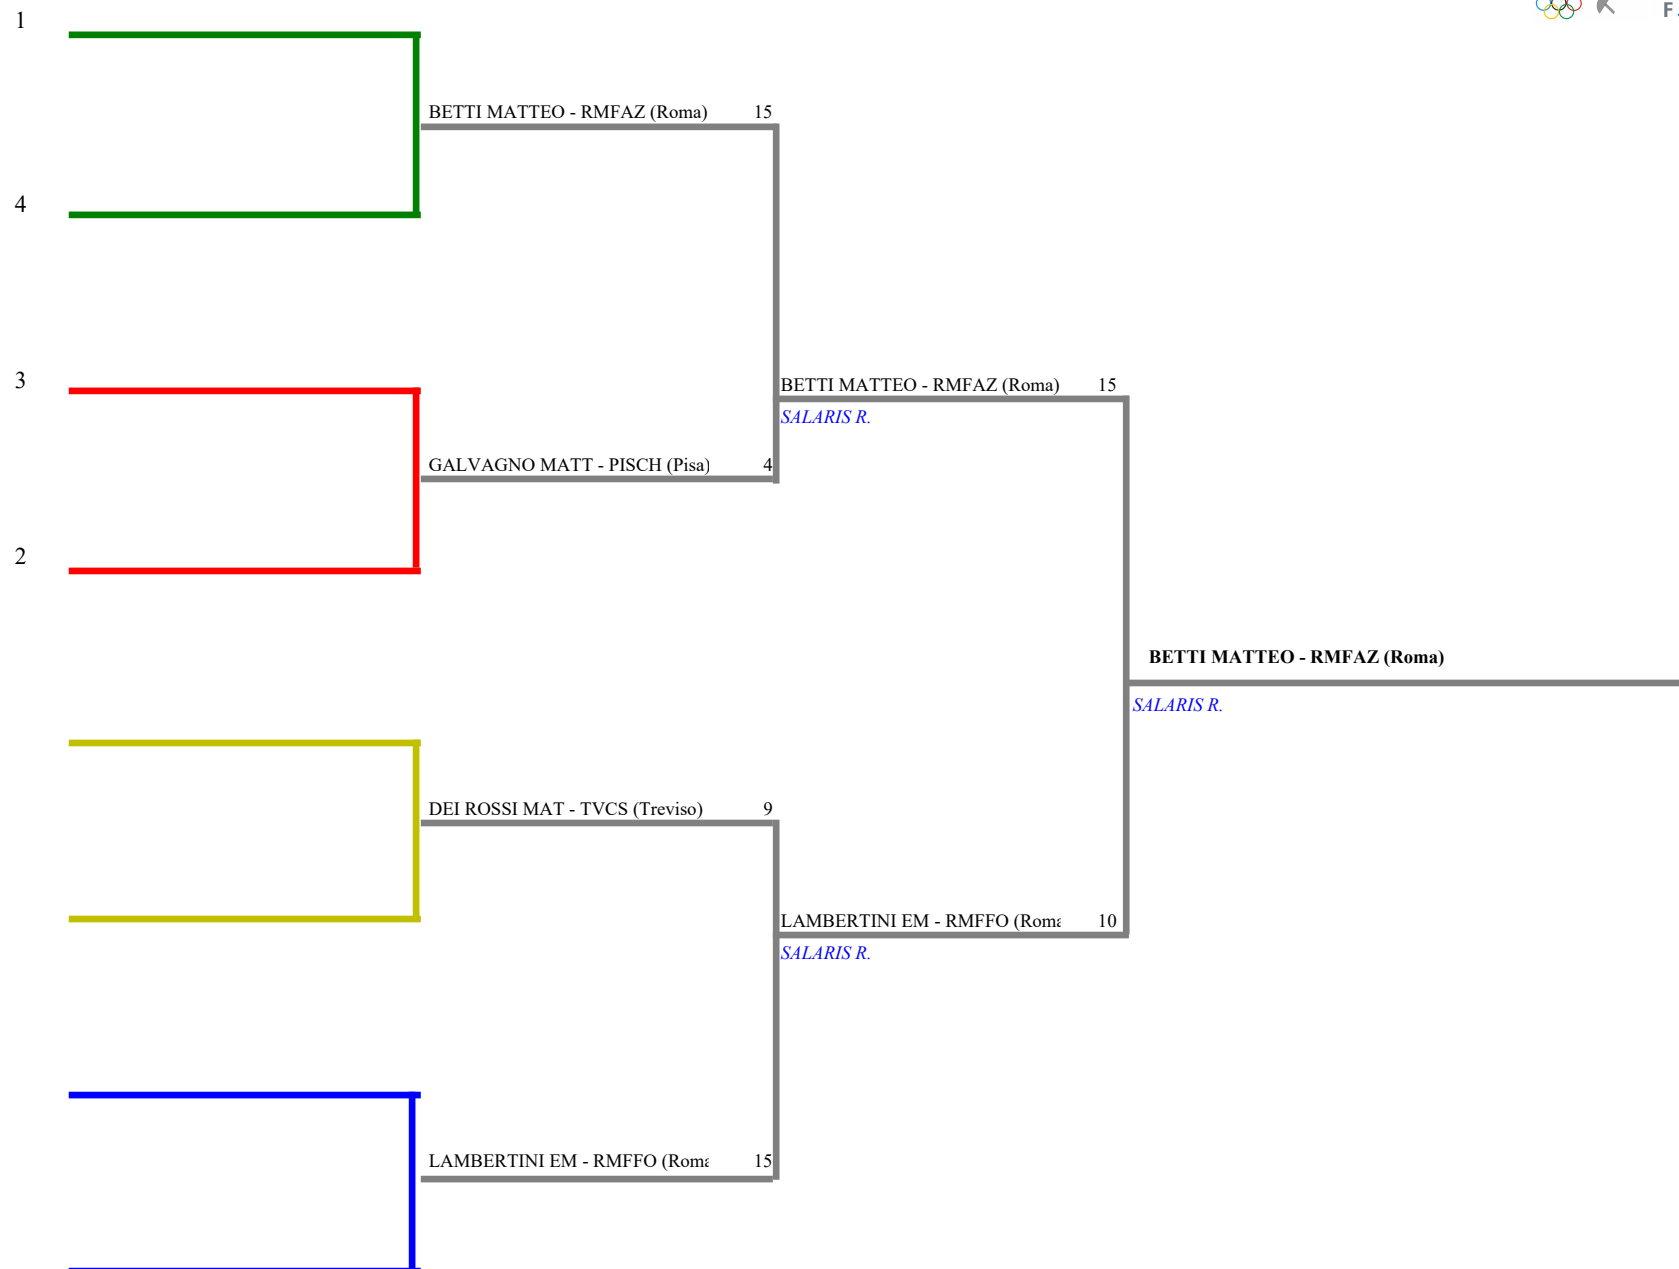 1
F
BETTI MATTEO - RMFAZ (Roma) 15
4
3
BETTI MATTEO - RMFAZ (Roma) 15
SALARIS R.
GALVAGNO MATT - PISCH (Pisa) 4
2
BETTI MATTEO - RMFAZ (Roma)
SALARIS R.
DEI ROSSI MAT - TVCS (Treviso) 9
LAMBERTINI EM - RMFFO (Roma 10
SALARIS R.
LAMBERTINI EM - RMFFO (Roma 15